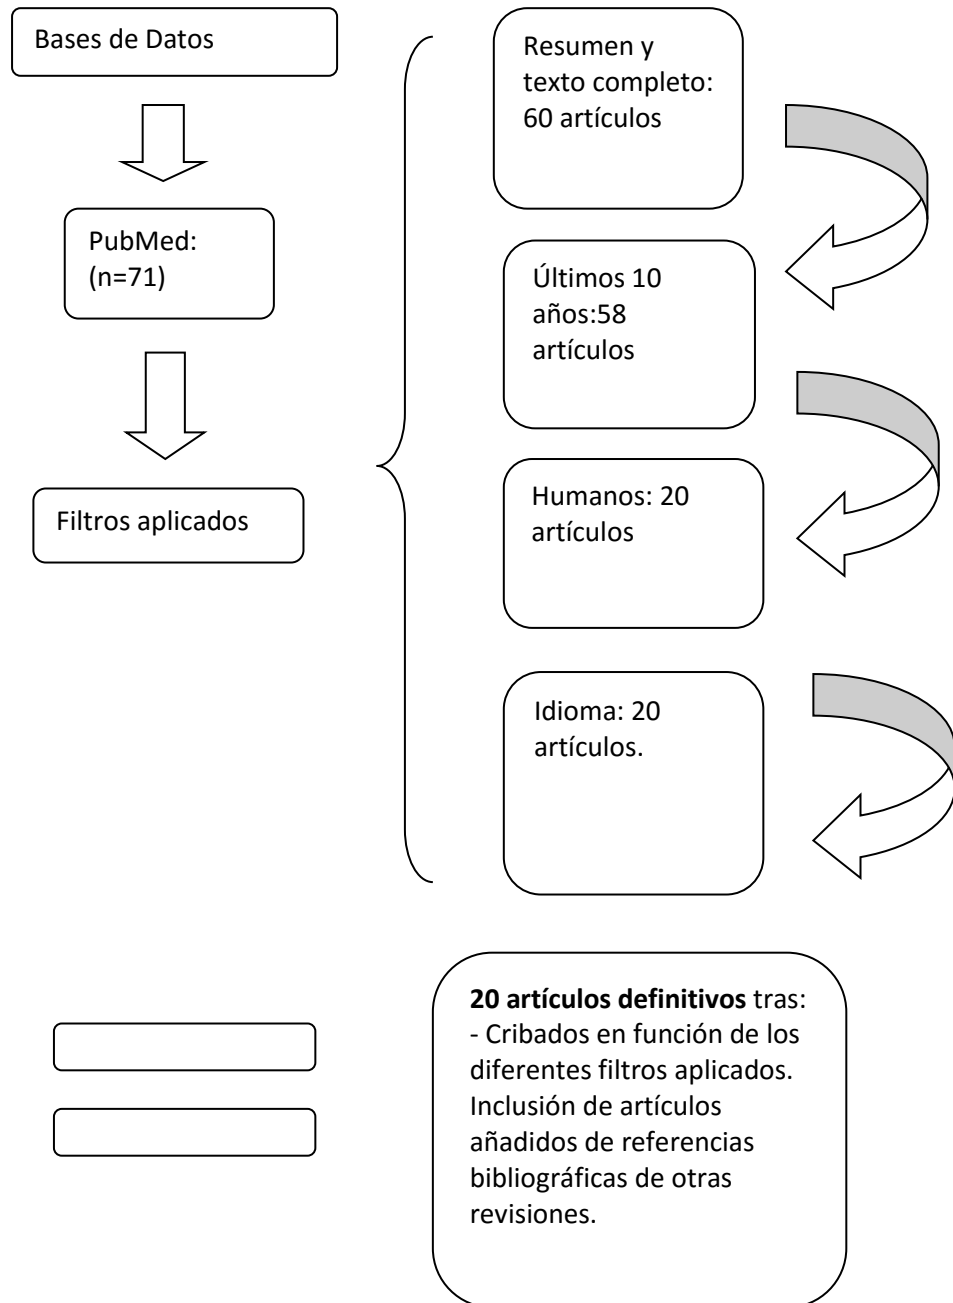 Bases de Datos
PubMed:
(n=71)
Filtros aplicados
Resumen y
texto completo:
60 artículos
Últimos 10
años:58
artículos
Humanos: 20
artículos
Idioma: 20
artículos.
20 artículos definitivos tras:
- Cribados en función de los
diferentes filtros aplicados.
Inclusión de artículos
añadidos de referencias
bibliográficas de otras
revisiones.